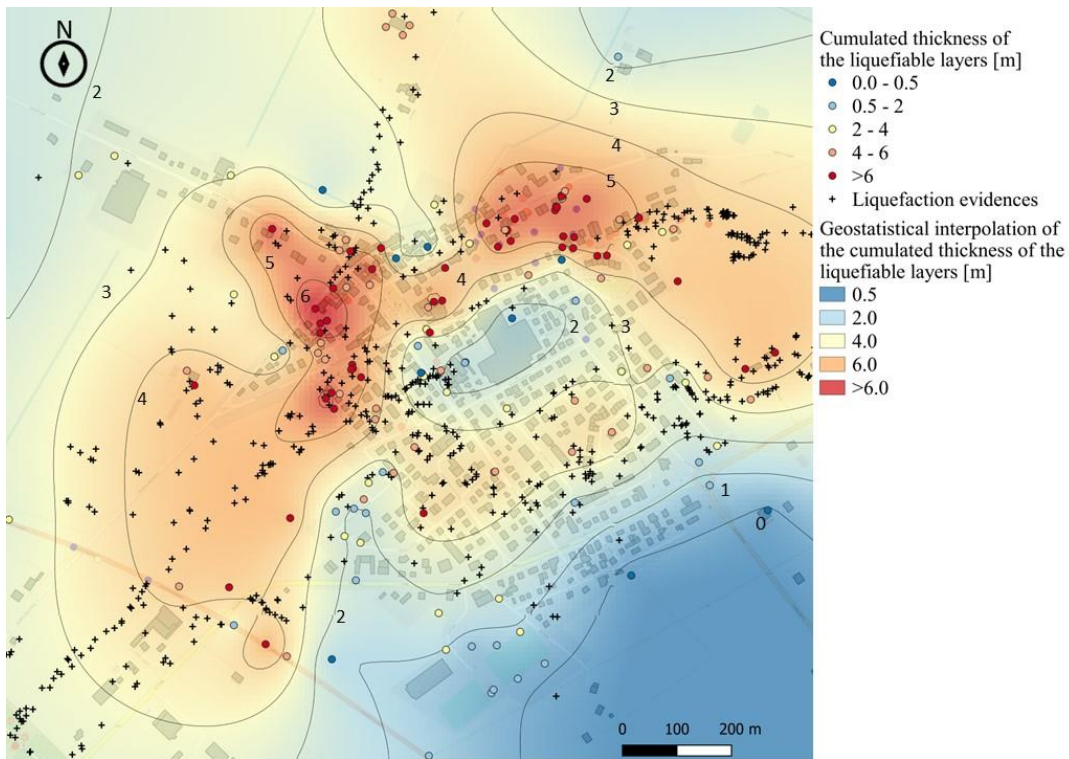 N
Cumulated thickness of
the liquefiable layers [m]
0.0 - 0.5
0.5 - 2
2 - 4
4 - 6
>6
Liquefaction evidences
Geostatistical interpolation of
the cumulated thickness of the
liquefiable layers [m]
0.5
2.0
4.0
6.0
>6.0
2
2
3
4
5
5
3
4
6
2
3
4
1
0
2
0 100 200 m